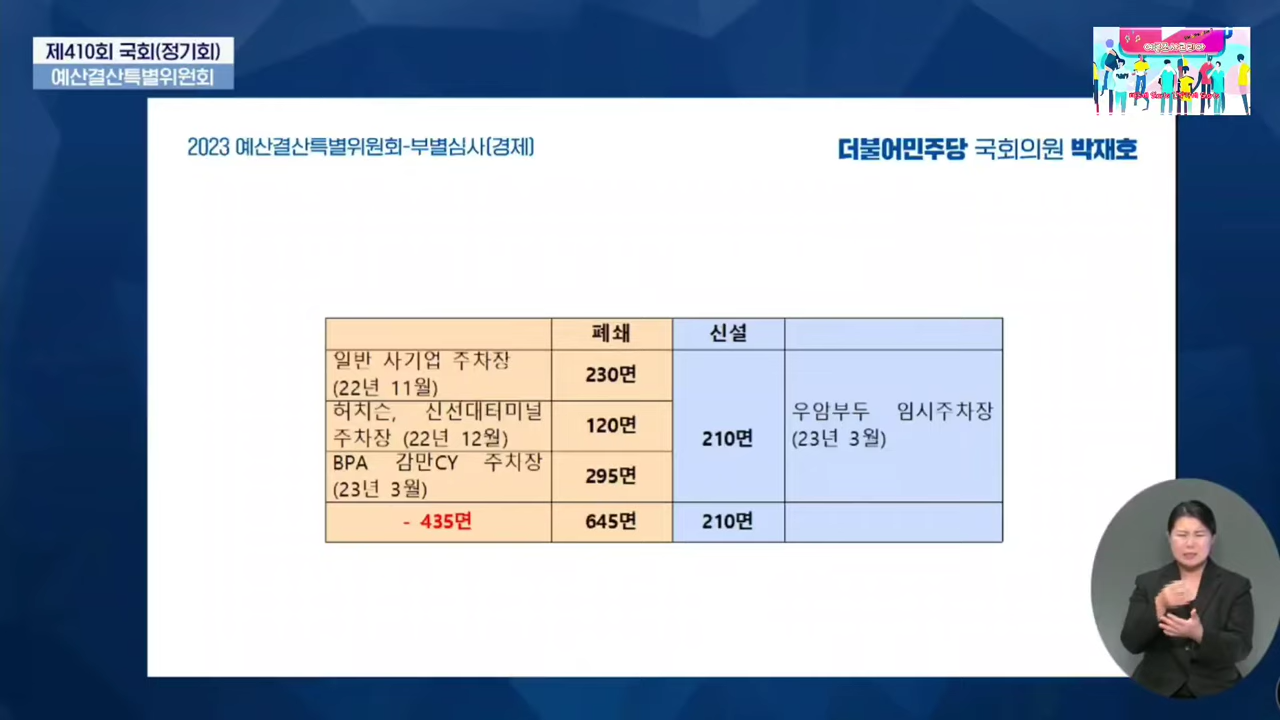 제410회 국회(정기회)
예산결산특별위원회
2023 예산결산특별위원회-부별심사(경제)
더불어민주당 국회의원 박재호
폐쇄 신설
일반 사기업 주차장
(22년 11월)
230면
허치슨, 신선대터미널
주차장 (22년 12월)
120면
BPA 감만CY 주치장
(23년 3월)
295면
210면
우암부두 임시주차장
(23년 3월)
- 435면 645면 210면